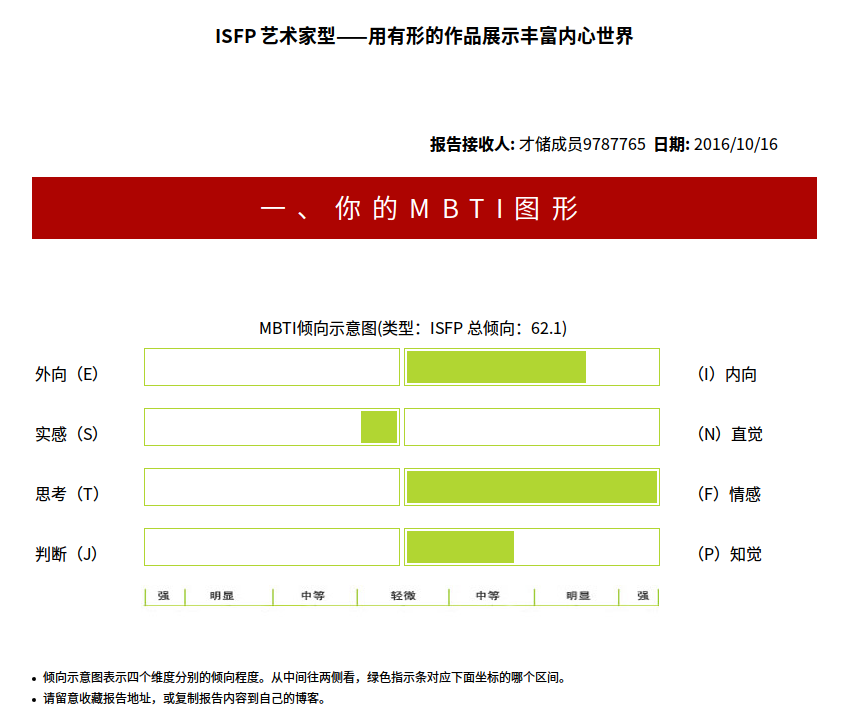 ISFP 艺术家型——用有形的作品展示丰富内心世界
报告接收人: 才储成员9787765 日期: 2016/10/16
一、你的MBTI图形
MBTI倾向示意图(类型：ISFP 总倾向：62.1)
外向（E） （I）内向
实感（S） （N）直觉
思考（T） （F）情感
判断（J） （P）知觉
强 明显 中等 轻微 中等 明显 强
• 倾向示意图表示四个维度分别的倾向程度。从中间往两侧看，绿色指示条对应下面坐标的哪个区间。
• 请留意收藏报告地址，或复制报告内容到自己的博客。